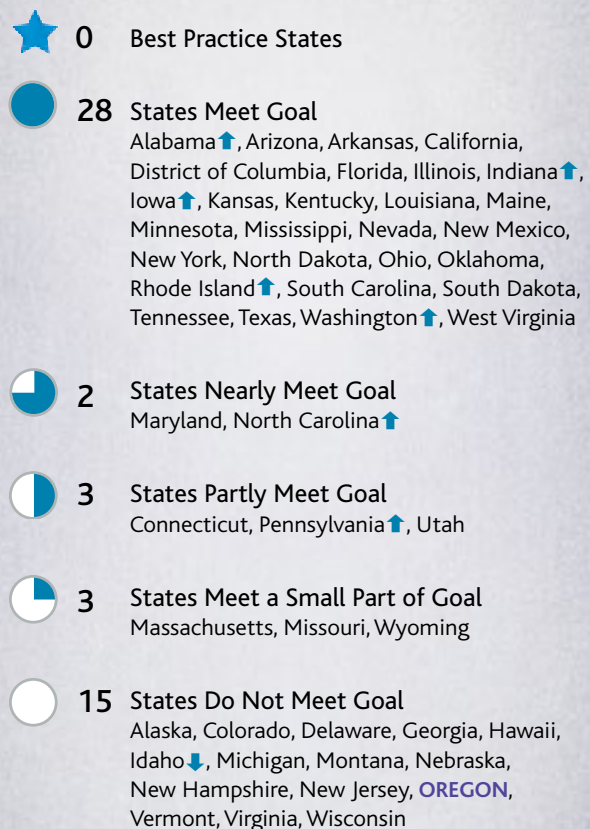 0 Best Practice States
28 States Meet Goal
Alabama⬆, Arizona, Arkansas, California,
District of Columbia, Florida, Illinois, Indiana⬆,
Iowa⬆, Kansas, Kentucky, Louisiana, Maine,
Minnesota, Mississippi, Nevada, New Mexico,
New York, North Dakota, Ohio, Oklahoma,
Rhode Island⬆, South Carolina, South Dakota,
Tennessee, Texas, Washington⬆, West Virginia
2 States Nearly Meet Goal
Maryland, North Carolina⬆
3 States Partly Meet Goal
Connecticut, Pennsylvania⬆, Utah
3 States Meet a Small Part of Goal
Massachusetts, Missouri, Wyoming
15 States Do Not Meet Goal
Alaska, Colorado, Delaware, Georgia, Hawaii,
Idaho⬇, Michigan, Montana, Nebraska,
New Hampshire, New Jersey, OREGON,
Vermont, Virginia, Wisconsin